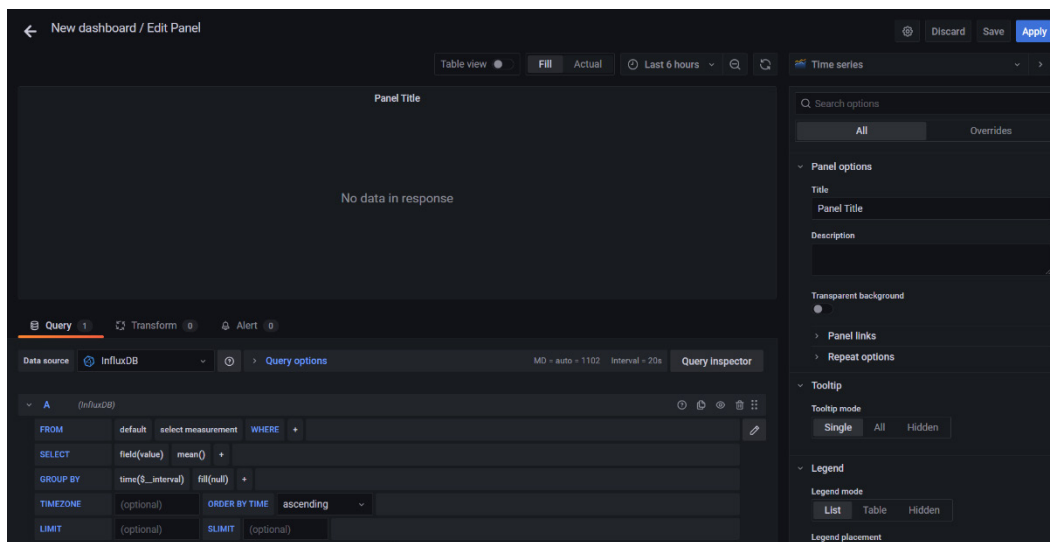 New dashboard / Edit Panel
Discard Save Apply
Table view Fill Actual Last 6 hours
Time series
Panel Title
No data in response
Search options
All Overrides
Panel options
Title
Panel Title
Description
Transparent background
Panel links
Repeat options
Tooltip
Tooltip mode
Single All Hidden
Legend
Legend mode
List Table Hidden
Legend placement
Query 1 Transform 0 Alert 0
Data source InfluxDB Query options MD = auto = 1102 Interval = 20s Query inspector
A (InfluxDB)
FROM default select measurement WHERE +
SELECT field(value) mean() +
GROUP BY time($__interval) fill(null) +
TIMEZONE (optional) ORDER BY TIME ascending
LIMIT (optional) SLIMIT (optional)